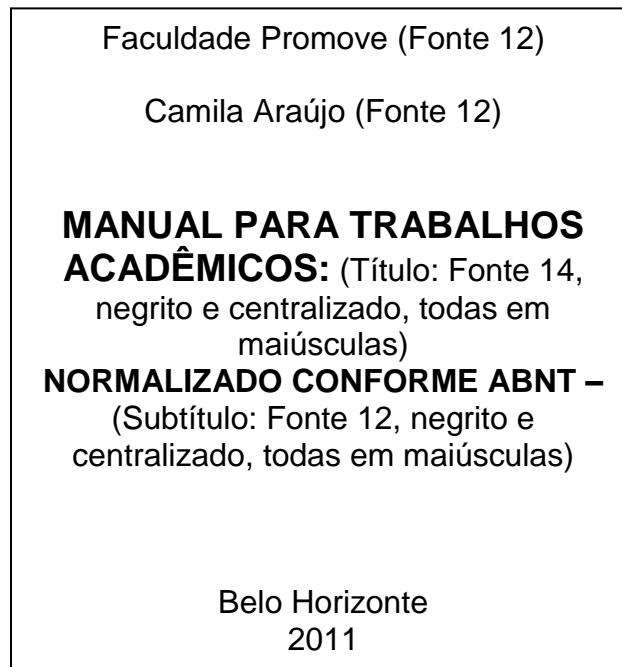 Faculdade Promove (Fonte 12)
Camila Araújo (Fonte 12)
MANUAL PARA TRABALHOS
ACADÊMICOS: (Título: Fonte 14,
negrito e centralizado, todas em
maiúsculas)
NORMALIZADO CONFORME ABNT –
(Subtítulo: Fonte 12, negrito e
centralizado, todas em maiúsculas)
Belo Horizonte
2011